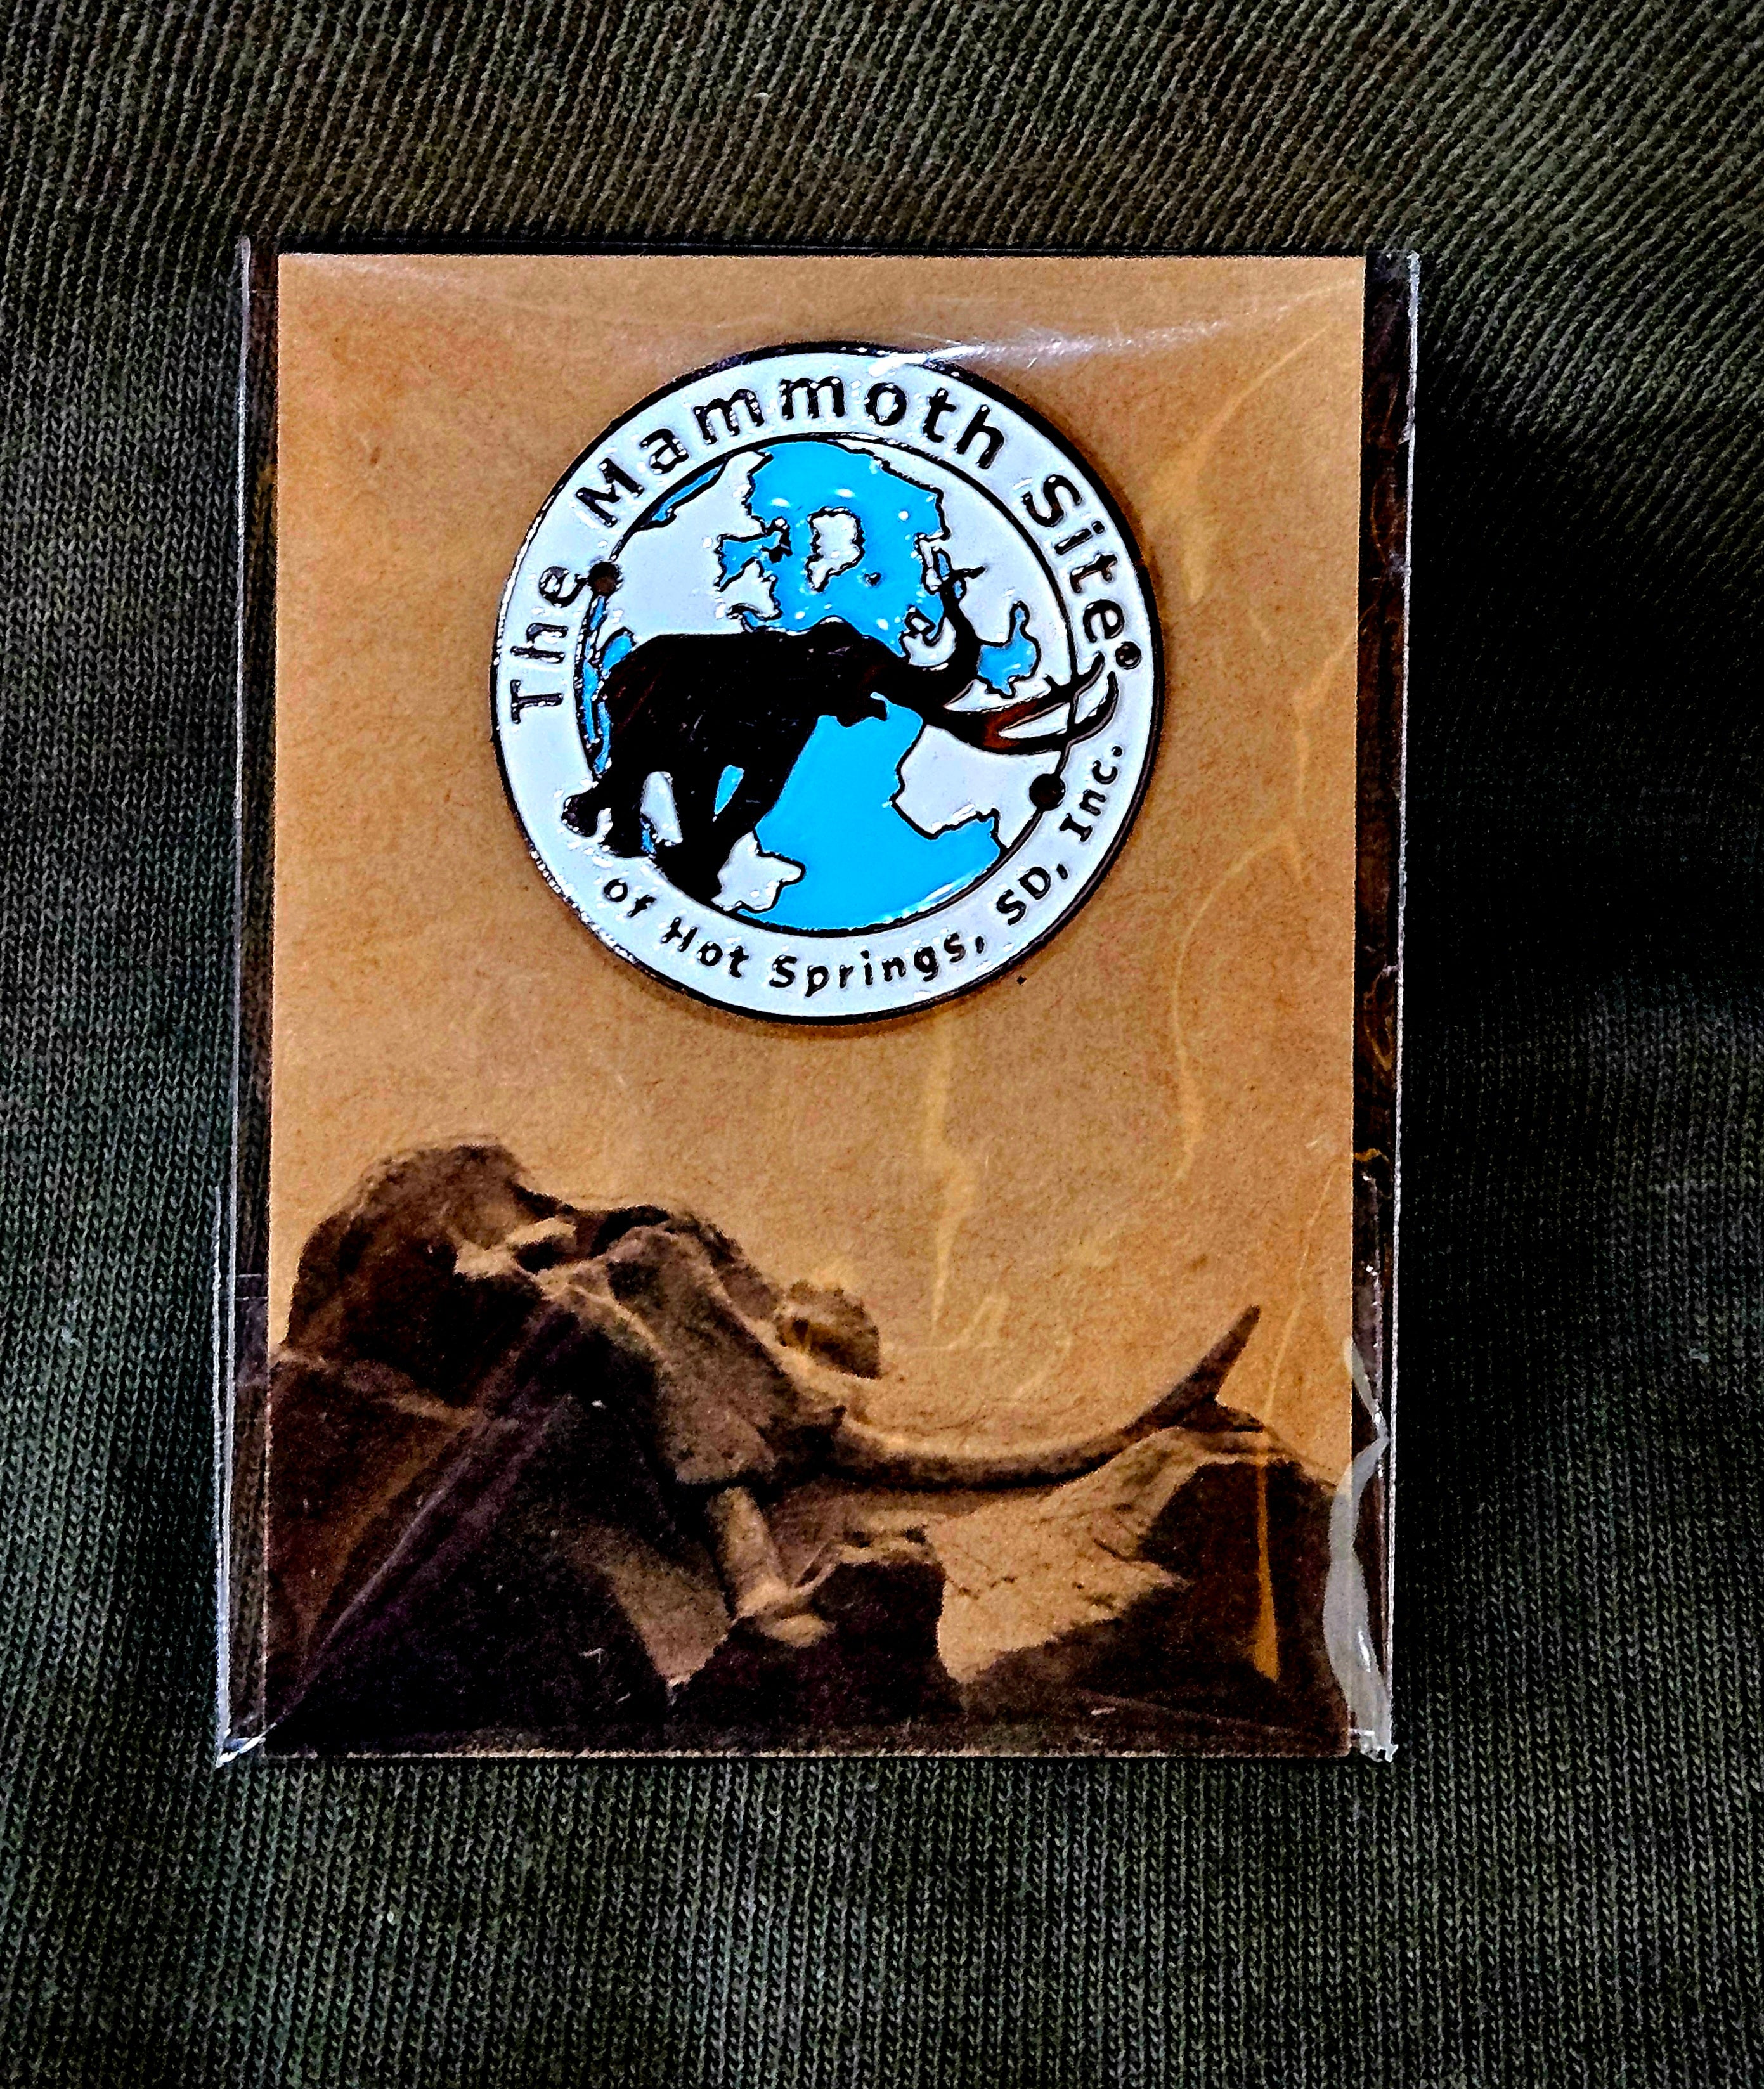 The Mammoth Site®
of Hot Springs, SD, Inc.